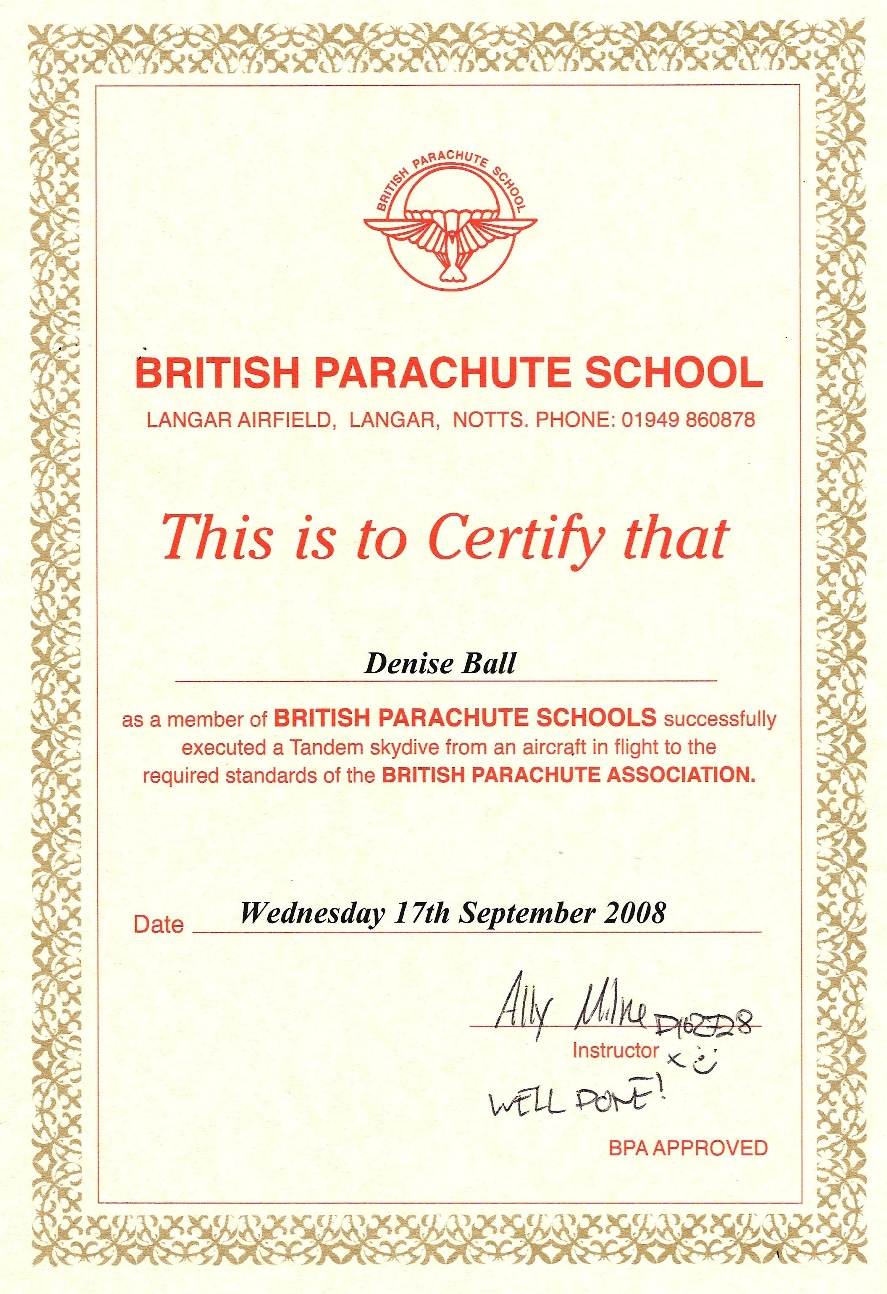 BRITISH PARACHUTE SCHOOL
BRITISH PARACHUTE SCHOOL
LANGAR AIRFIELD, LANGAR, NOTTS. PHONE: 01949 860878
This is to Certify that
Denise Ball
as a member of BRITISH PARACHUTE SCHOOLS successfully
executed a Tandem skydive from an aircraft in flight to the
required standards of the BRITISH PARACHUTE ASSOCIATION.
Date Wednesday 17th September 2008
Ally Milne
Instructor x
WELL DONE!
BPA APPROVED